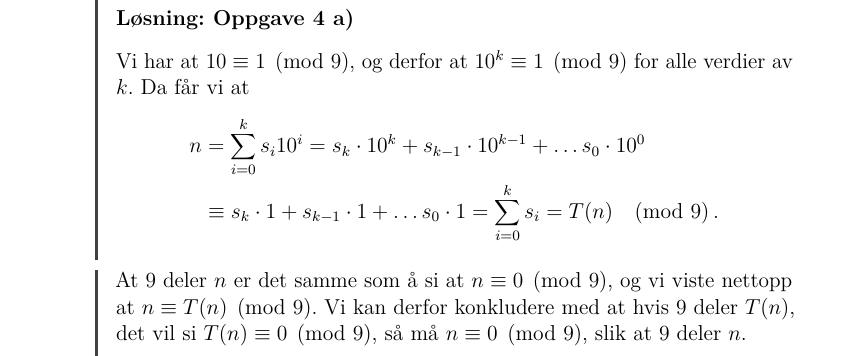 Løsning: Oppgave 4 a)
Vi har at 10 ≡ 1 (mod 9), og derfor at 10^k ≡ 1 (mod 9) for alle verdier av
k. Da får vi at
n = ∑_{i=0}^{k} s_i 10^i = s_k · 10^k + s_{k−1} · 10^{k−1} + … s_0 · 10^0
≡ s_k · 1 + s_{k−1} · 1 + … s_0 · 1 = ∑_{i=0}^{k} s_i = T(n) (mod 9) .
At 9 deler n er det samme som å si at n ≡ 0 (mod 9), og vi viste nettopp
at n ≡ T(n) (mod 9). Vi kan derfor konkludere med at hvis 9 deler T(n),
det vil si T(n) ≡ 0 (mod 9), så må n ≡ 0 (mod 9), slik at 9 deler n.